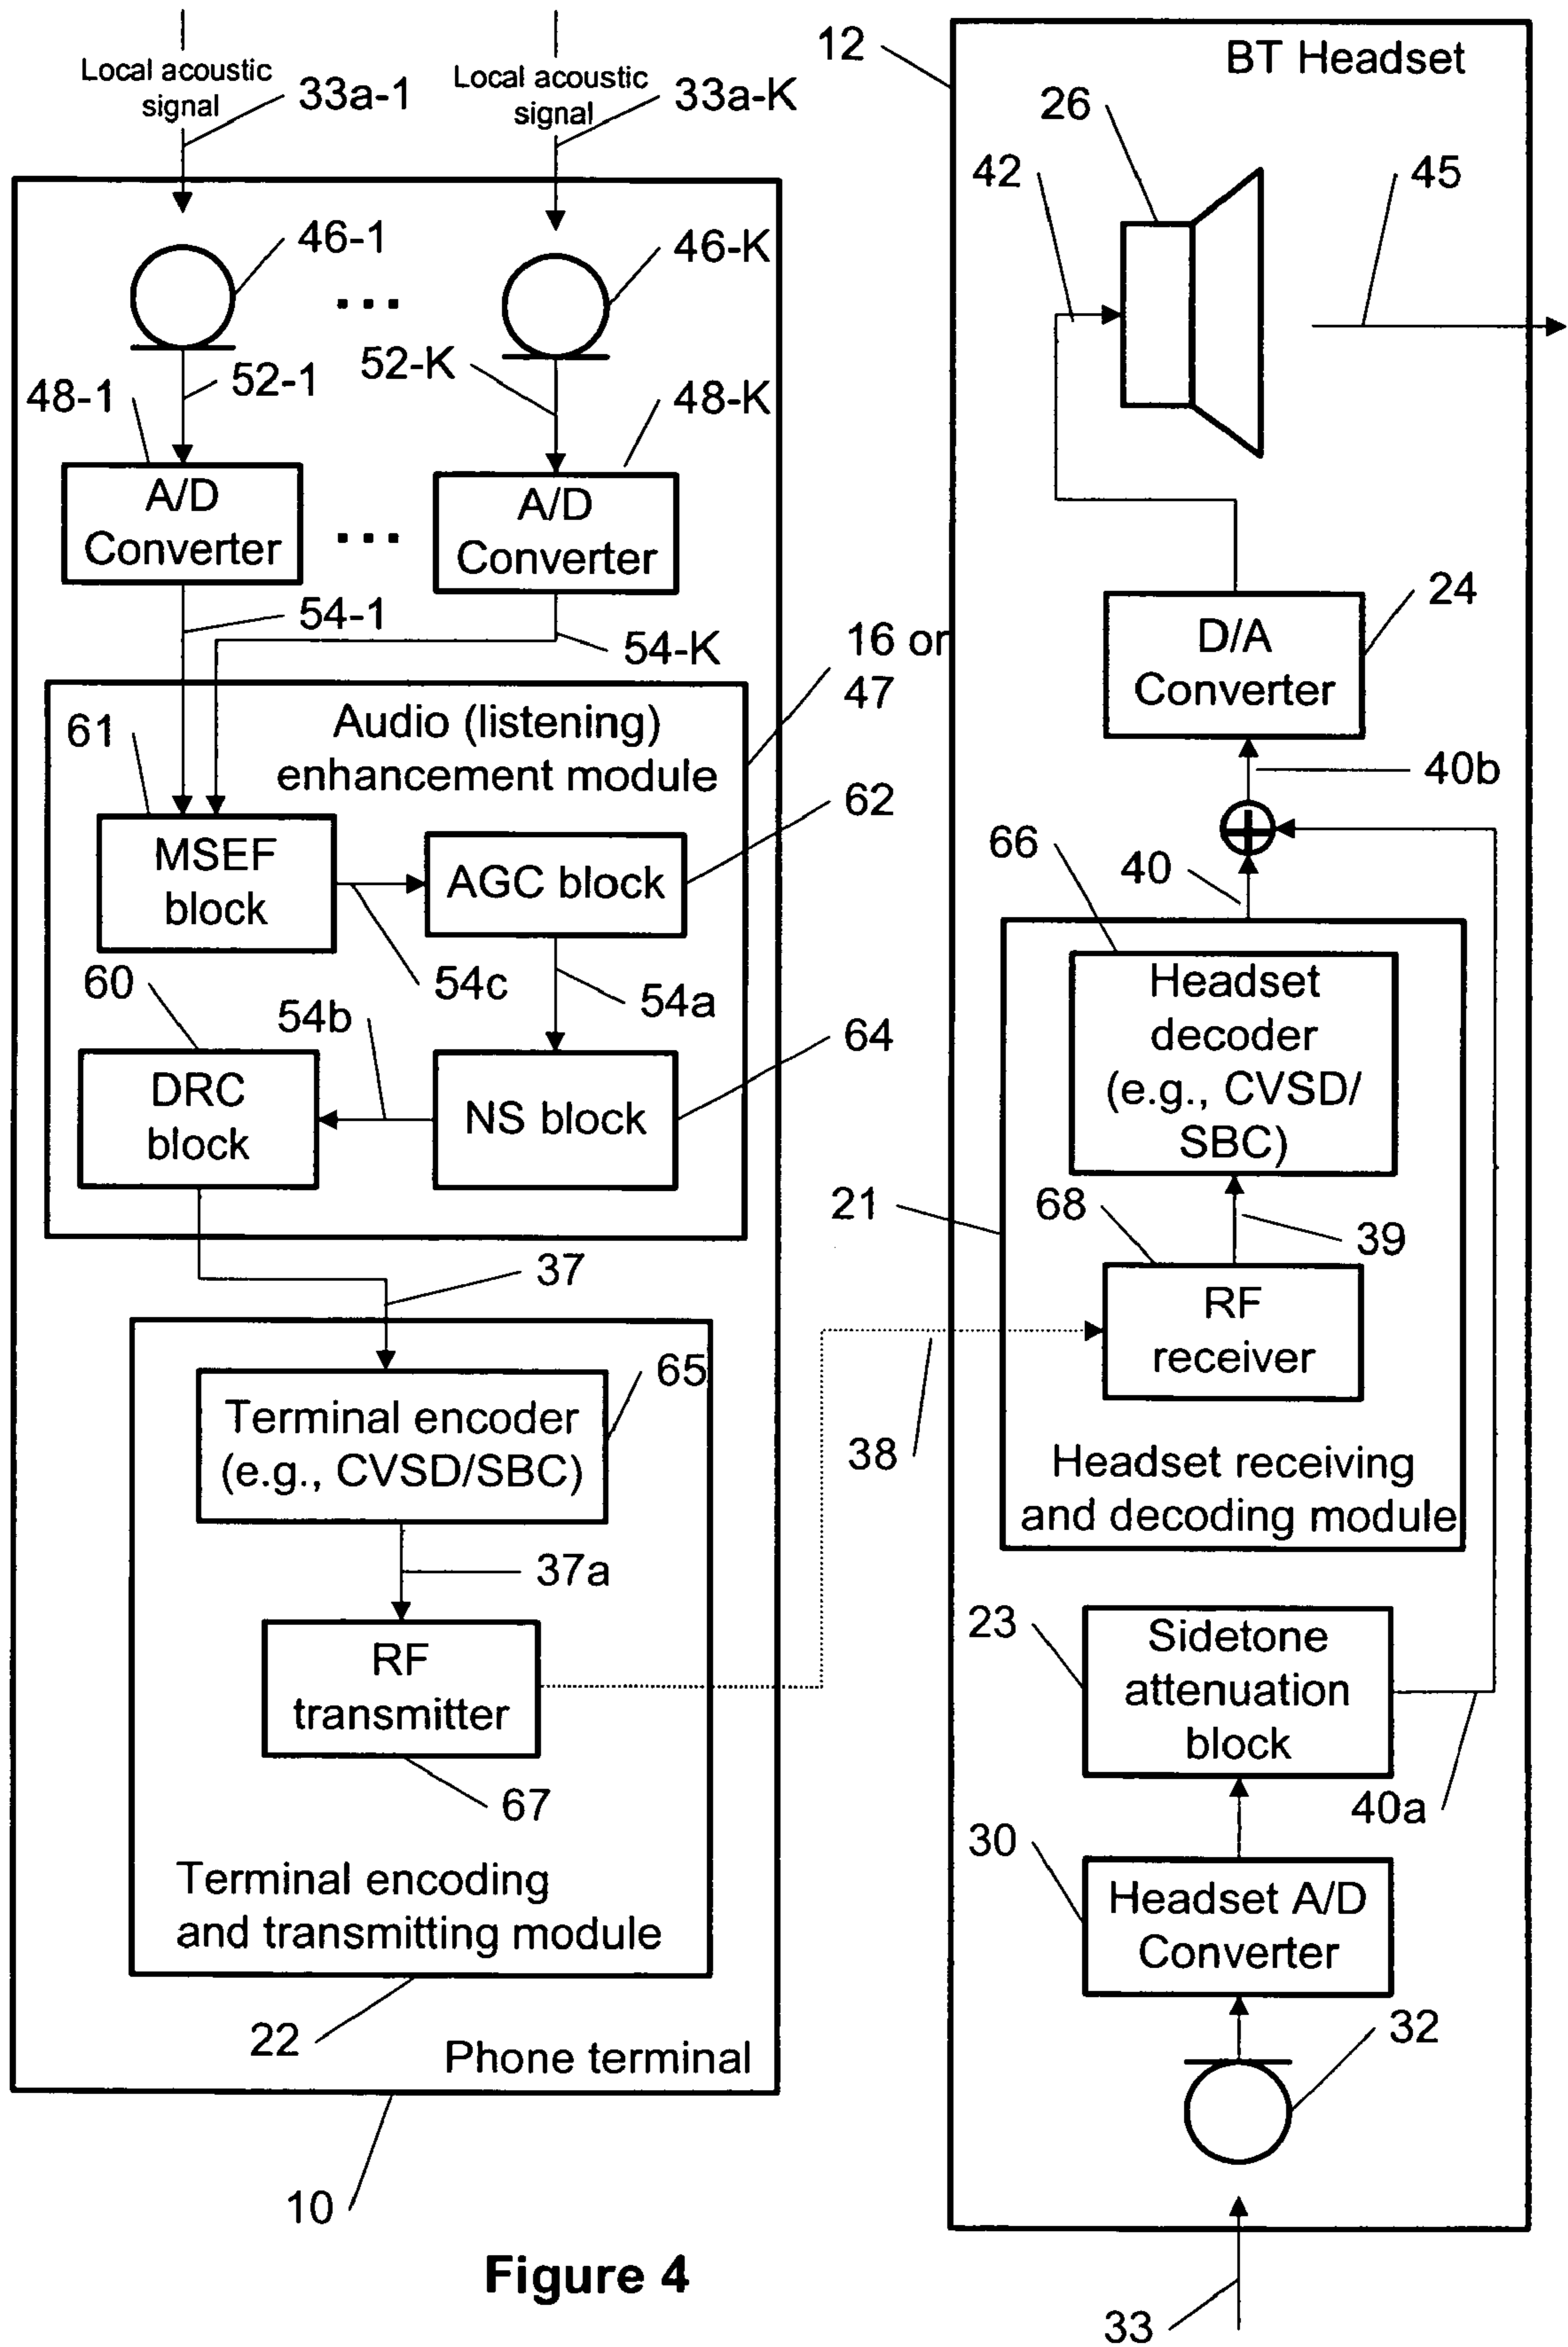 Local acoustic
signal
33a-1
Local acoustic
signal
33a-K
46-1
46-K
...
52-1
52-K
48-1
48-K
A/D
Converter
...
A/D
Converter
54-1
54-K
16 or
47
61
Audio (listening)
enhancement module
62
MSEF
block
AGC block
54c
54a
60
54b
64
DRC
block
NS block
37
65
Terminal encoder
(e.g., CVSD/SBC)
37a
RF
transmitter
67
Terminal encoding
and transmitting module
22
Phone terminal
10
12
BT Headset
26
42
45
24
D/A
Converter
40b
66
40
Headset
decoder
(e.g., CVSD/
SBC)
21
68
39
RF
receiver
38
Headset receiving
and decoding module
23
Sidetone
attenuation
block
40a
30
Headset A/D
Converter
32
33
Figure 4